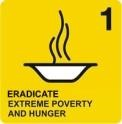 1
ERADICATE
EXTREME POVERTY
AND HUNGER